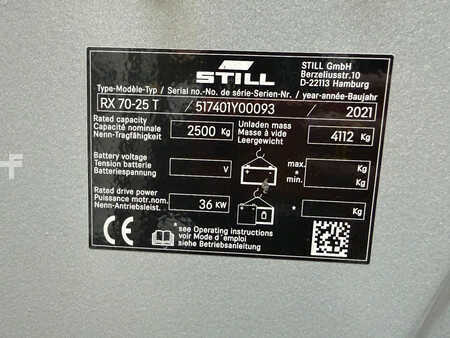 STILL
STILL GmbH
Berzeliusstr.10
D-22113 Hamburg
Type-Modèle-Typ / Serial no.-No. de série-Serien-Nr. / year-année-Baujahr
RX 70-25 T / 517401Y00093 / 2021
Rated capacity
Capacité nominale
Nenn-Tragfähigkeit
2500 Kg
Unladen mass
Masse à vide
Leergewicht
4112 Kg
Battery voltage
Tension batterie
Batteriespannung
V
max. Kg
*
min. Kg
Rated drive power
Puissance motr.nom.
Nenn-Antriebsleist.
36 KW
* Kg
CE
* see Operating instructions
voir Mode d'emploi
siehe Betriebsanleitung